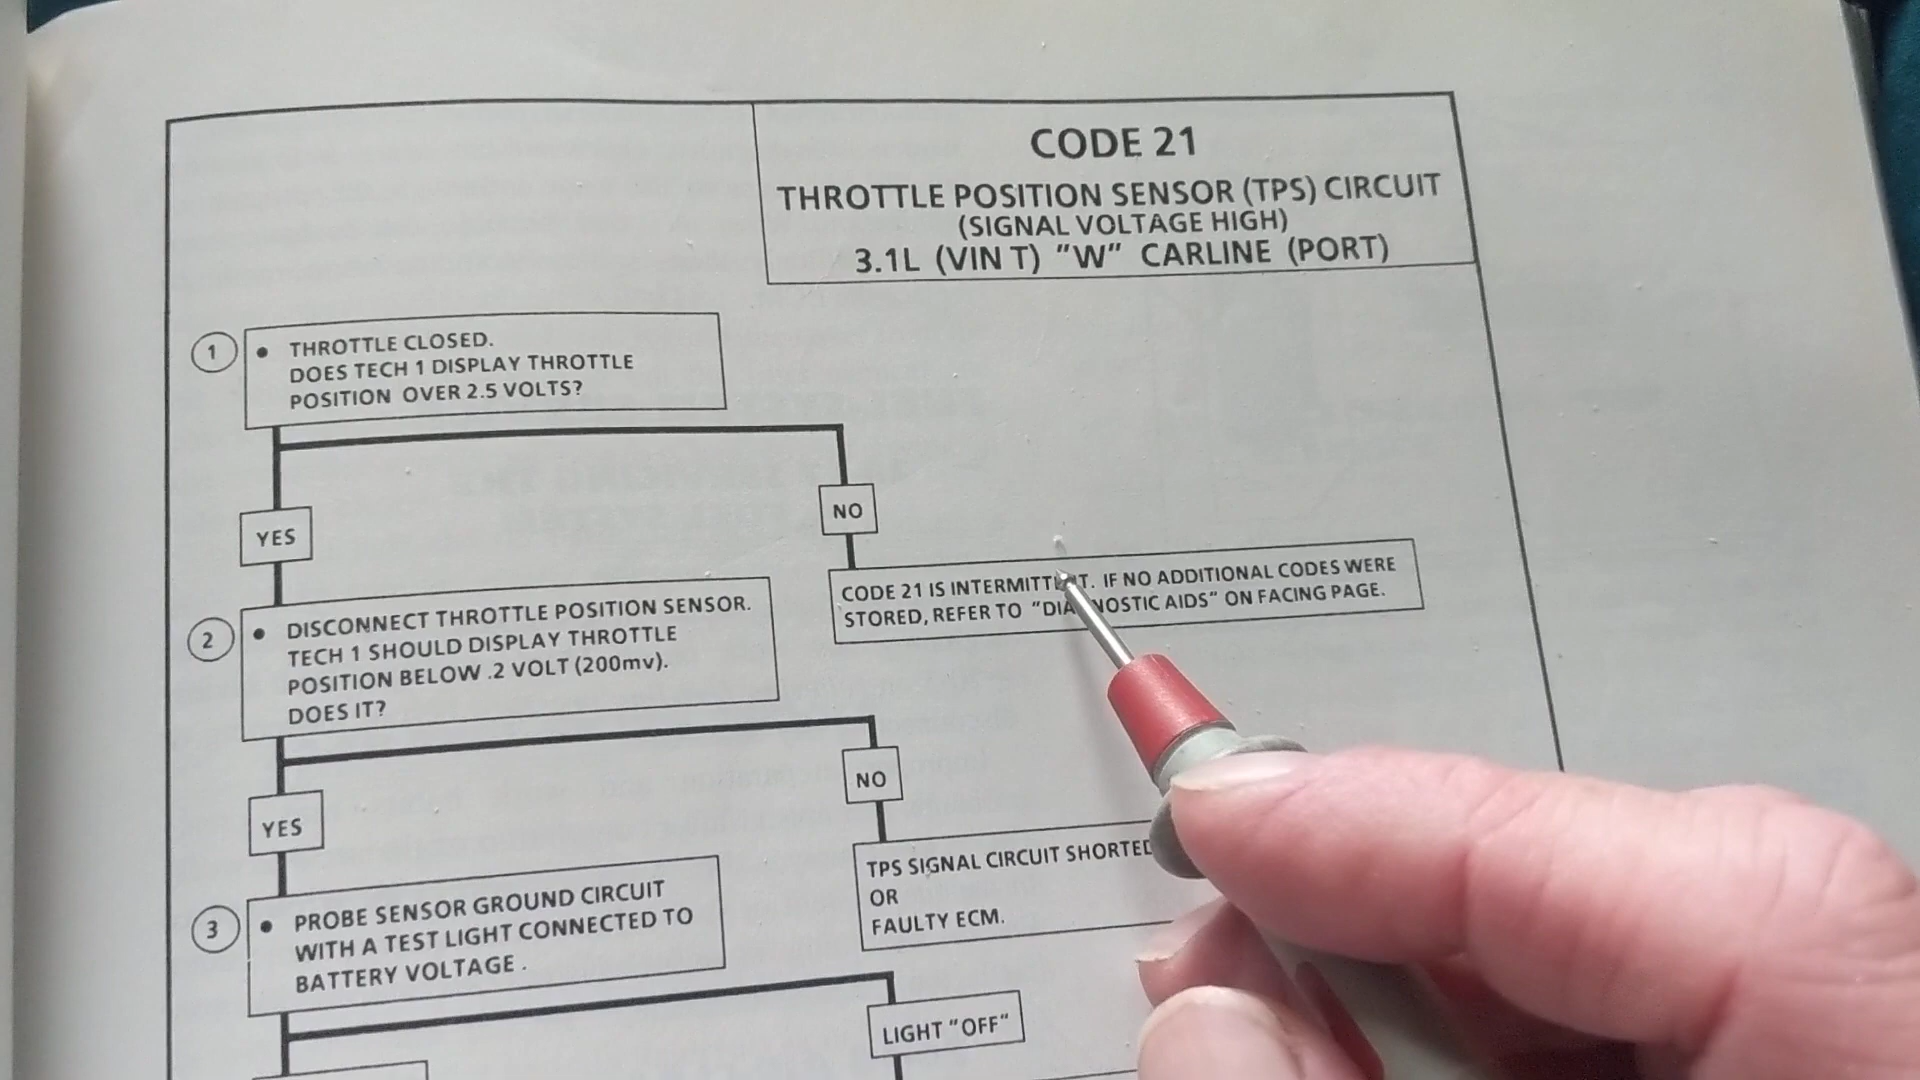 CODE 21
THROTTLE POSITION SENSOR (TPS) CIRCUIT
(SIGNAL VOLTAGE HIGH)
3.1L (VIN T) "W" CARLINE (PORT)
1
• THROTTLE CLOSED.
DOES TECH 1 DISPLAY THROTTLE
POSITION OVER 2.5 VOLTS?
YES
NO
CODE 21 IS INTERMITTENT. IF NO ADDITIONAL CODES WERE
STORED, REFER TO "DIAGNOSTIC AIDS" ON FACING PAGE.
2
• DISCONNECT THROTTLE POSITION SENSOR.
TECH 1 SHOULD DISPLAY THROTTLE
POSITION BELOW .2 VOLT (200mv).
DOES IT?
YES
NO
TPS SIGNAL CIRCUIT SHORTED
OR
FAULTY ECM.
3
• PROBE SENSOR GROUND CIRCUIT
WITH A TEST LIGHT CONNECTED TO
BATTERY VOLTAGE.
LIGHT "OFF"